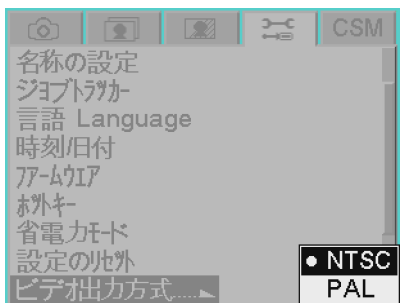 CSM
名称の設定
ジョブトラッカー
言語 Language
時刻/日付
ファームウエア
ホットキー
省電力モード
設定のリセット
ビデオ出力方式.....
NTSC
PAL